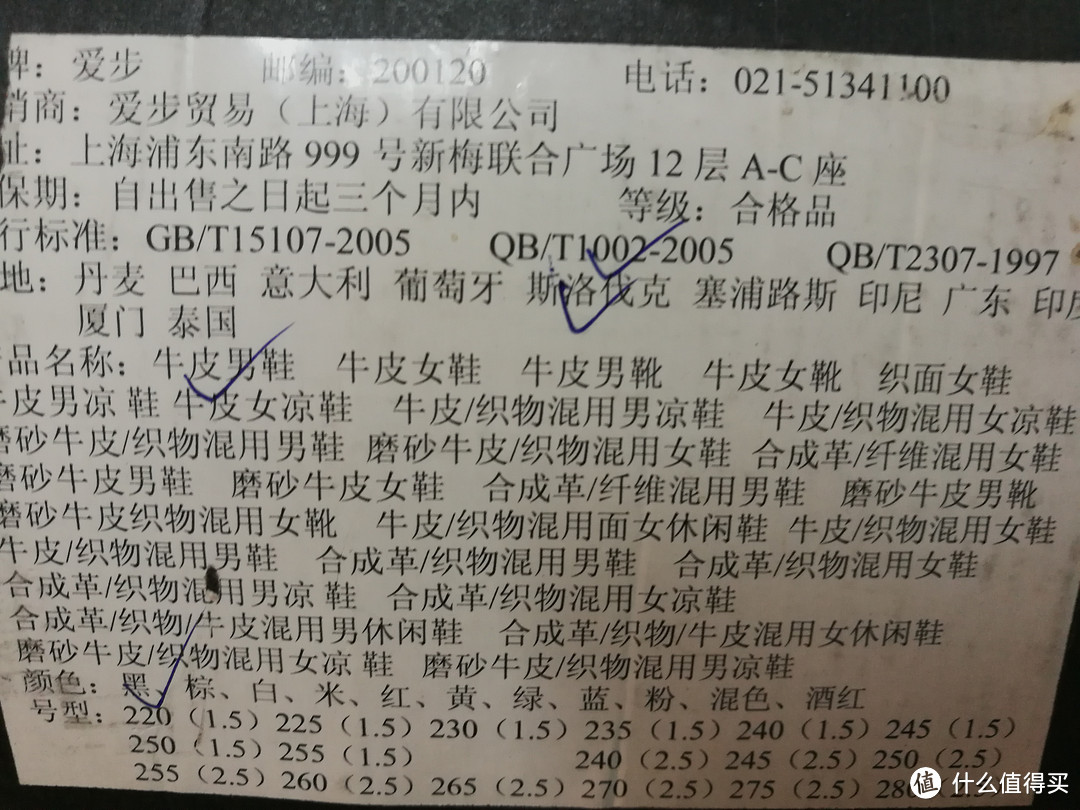 牌：爱步 邮编：200120 电话：021-51341100
销商：爱步贸易（上海）有限公司
址：上海浦东南路 999 号新梅联合广场 12 层 A-C 座
保期：自出售之日起三个月内 等级：合格品
行标准：GB/T15107-2005 QB/T1002-2005 QB/T2307-1997
地：丹麦 巴西 意大利 葡萄牙 斯洛伐克 塞浦路斯 印尼 广东 印度
厦门 泰国
品名称：牛皮男鞋 牛皮女鞋 牛皮男靴 牛皮女靴 织面女鞋
牛皮男凉 鞋 牛皮女凉鞋 牛皮/织物混用男凉鞋 牛皮/织物混用女凉鞋
磨砂牛皮/织物混用男鞋 磨砂牛皮/织物混用女鞋 合成革/纤维混用女鞋
磨砂牛皮男鞋 磨砂牛皮女鞋 合成革/纤维混用男鞋 磨砂牛皮男靴
磨砂牛皮织物混用女靴 牛皮/织物混用面女休闲鞋 牛皮/织物混用女鞋
牛皮/织物混用男鞋 合成革/织物混用男鞋 合成革/织物混用女鞋
合成革/织物混用男凉 鞋 合成革/织物混用女凉鞋
合成革/织物/牛皮混用男休闲鞋 合成革/织物/牛皮混用女休闲鞋
磨砂牛皮/织物混用女凉 鞋 磨砂牛皮/织物混用男凉鞋
颜色：黑、棕、白、米、红、黄、绿、蓝、粉、混色、酒红
号型：220（1.5）225（1.5）230（1.5）235（1.5）240（1.5）245（1.5）
250（1.5）255（1.5） 240（2.5）245（2.5）250（2.5）
255（2.5）260（2.5）265（2.5）270（2.5）275（2.5）280
值 什么值得买